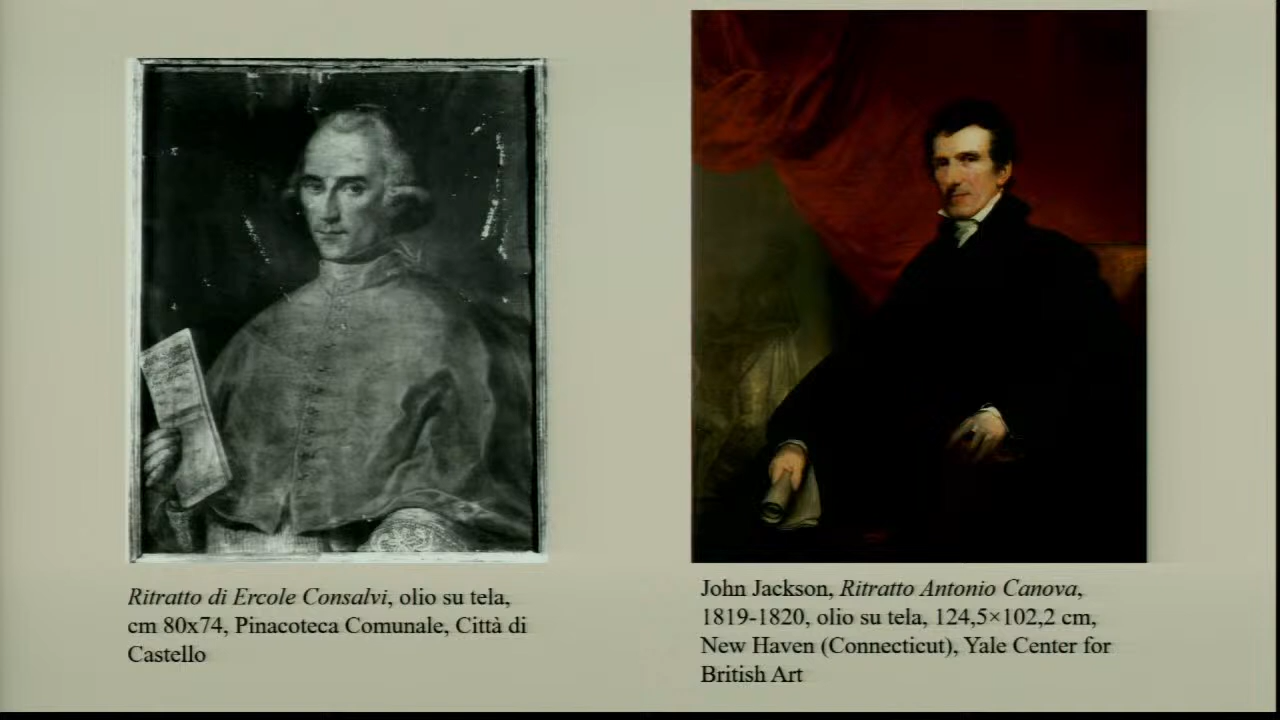 Ritratto di Ercole Consalvi, olio su tela,
cm 80x74, Pinacoteca Comunale, Città di
Castello
John Jackson, Ritratto Antonio Canova,
1819-1820, olio su tela, 124,5×102,2 cm,
New Haven (Connecticut), Yale Center for
British Art